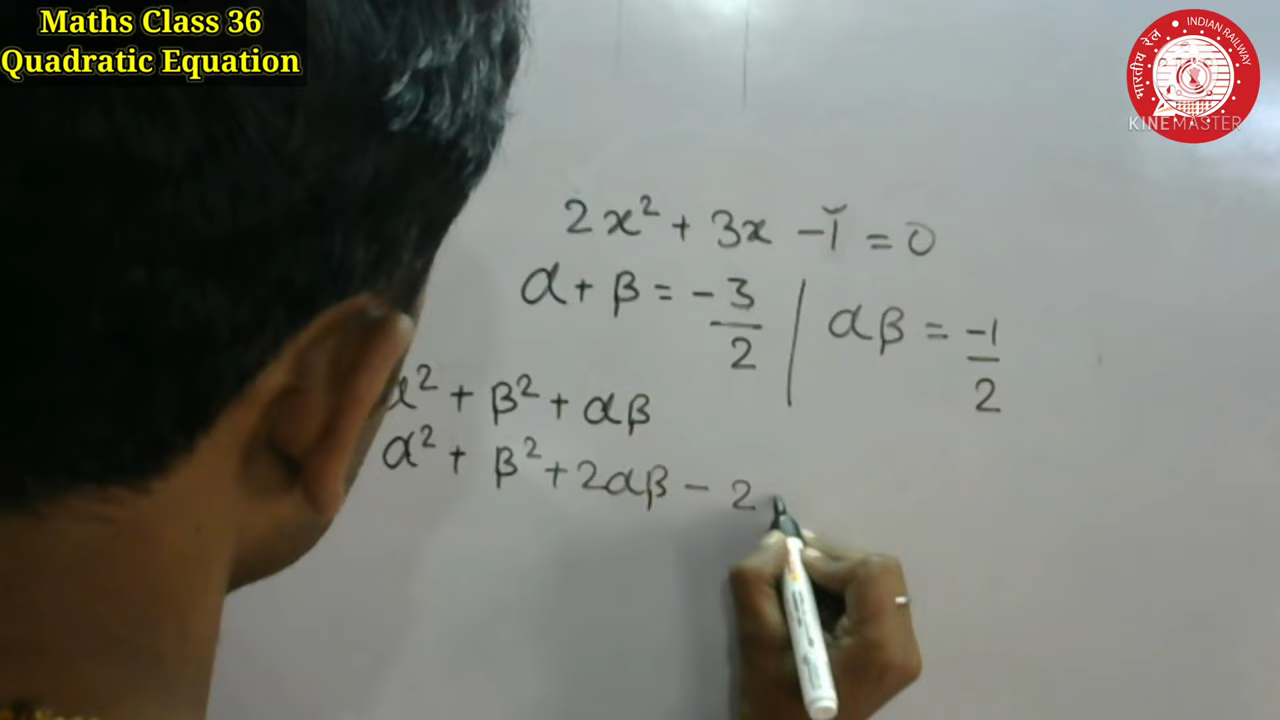 Maths Class 36
Quadratic Equation
भारतीय रेल
INDIAN RAILWAY
KINEMASTER
2x² + 3x - 1 = 0
α + β = -3/2 | αβ = -1/2
α² + β² + αβ
α² + β² + 2αβ - 2